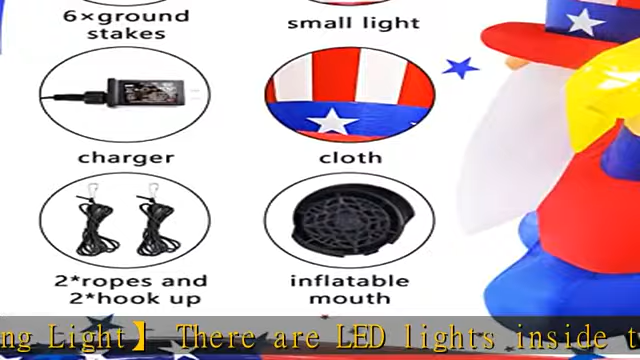 6×ground
stakes
small light
charger
cloth
2*ropes and
2*hook up
inflatable
mouth
ng Light】 There are LED lights inside t